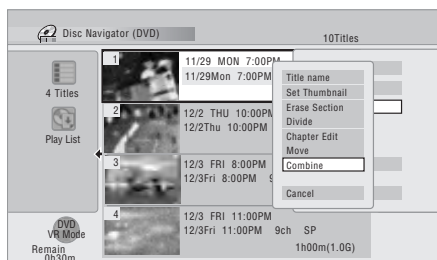 Disc Navigator (DVD)
10Titles
4 Titles
Play List
DVD
VR Mode
Remain
0h30m
1
11/29 MON 7:00PM
11/29Mon 7:00PM
2
12/2 THU 10:00PM
12/2Thu 10:00PM
3
12/3 FRI 8:00PM
12/3Fri 8:00PM 9
4
12/3 FRI 11:00PM
12/3Fri 11:00PM 9ch SP
1h00m(1.0G)
Title name
Set Thumbnail
Erase Section
Divide
Chapter Edit
Move
Combine
Cancel